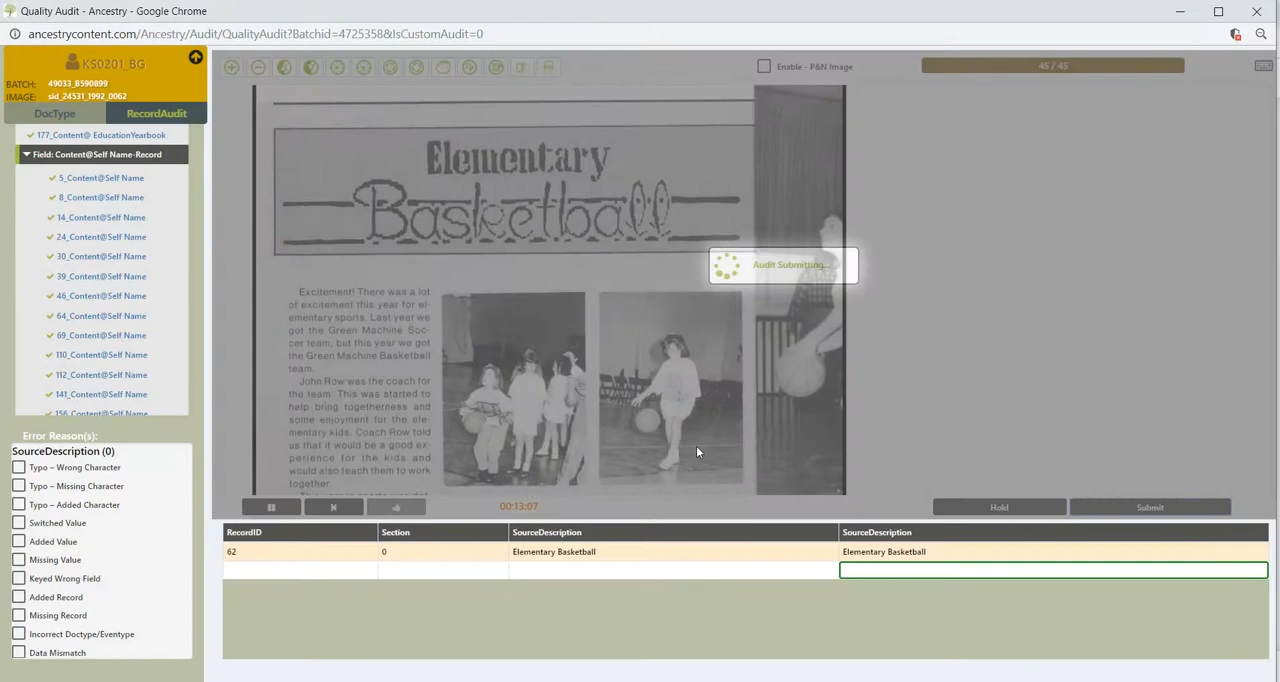 Quality Audit - Ancestry - Google Chrome
ancestrycontent.com/Ancestry/Audit/QualityAudit?Batchid=4725358&IsCustomAudit=0
KS0201_BG
BATCH: 49033_B590899
IMAGE: sid_24531_1992_0062
DocType RecordAudit
177_Content@ EducationYearbook
Field: Content@Self Name-Record
5_Content@Self Name
8_Content@Self Name
14_Content@Self Name
24_Content@Self Name
30_Content@Self Name
39_Content@Self Name
46_Content@Self Name
64_Content@Self Name
69_Content@Self Name
110_Content@Self Name
112_Content@Self Name
141_Content@Self Name
156_Content@Self Name
Error Reason(s):
SourceDescription (0)
Typo – Wrong Character
Typo – Missing Character
Typo – Added Character
Switched Value
Added Value
Missing Value
Keyed Wrong Field
Added Record
Missing Record
Incorrect Doctype/Eventype
Data Mismatch
Enable - P&N Image
45 / 45
Elementary
Basketball
Audit Submitting...
Excitement! There was a lot
of excitement this year for el-
ementary sports. Last year we
got the Green Machine Soc-
cer team, but this year we got
the Green Machine Basketball
team.
John Row was the coach for
the team. This was started to
help bring togetherness and
some enjoyment for the ele-
mentary kids. Coach Row told
us that it would be a good ex-
perience for the kids and
would also teach them to work
together.
00:13:07
Hold
Submit
RecordID Section SourceDescription SourceDescription
62 0 Elementary Basketball Elementary Basketball